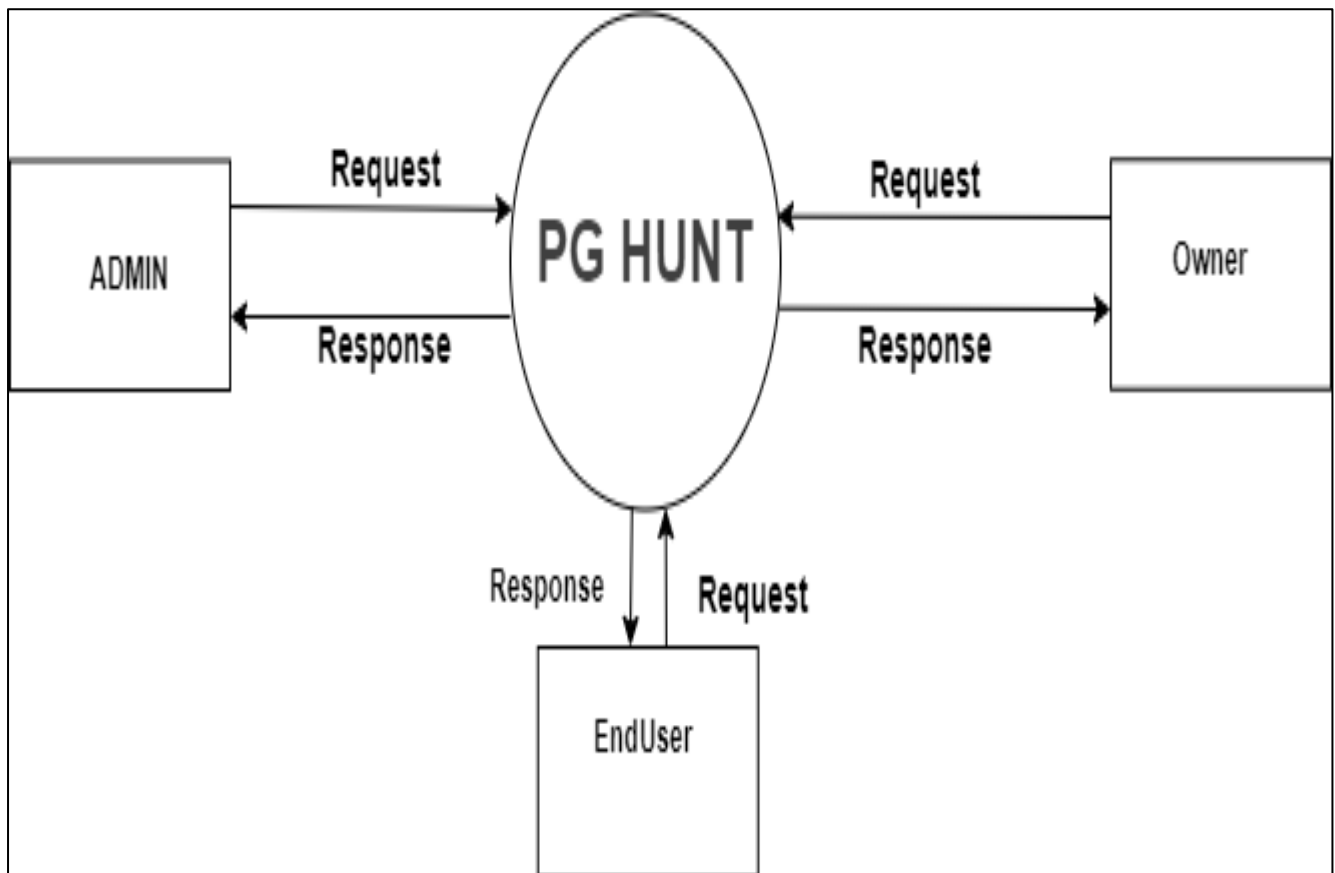 Request
Request
PG HUNT
ADMIN
Owner
Response
Response
Response
Request
EndUser